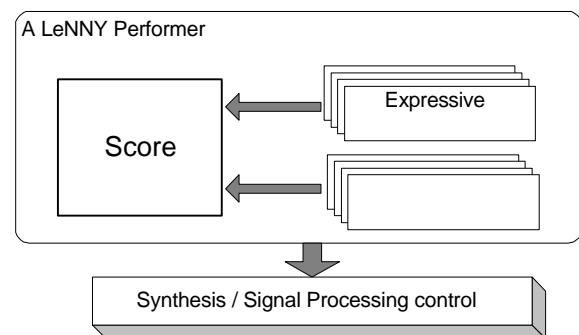 A LeNNY Performer
Expressive
Score
Synthesis / Signal Processing control